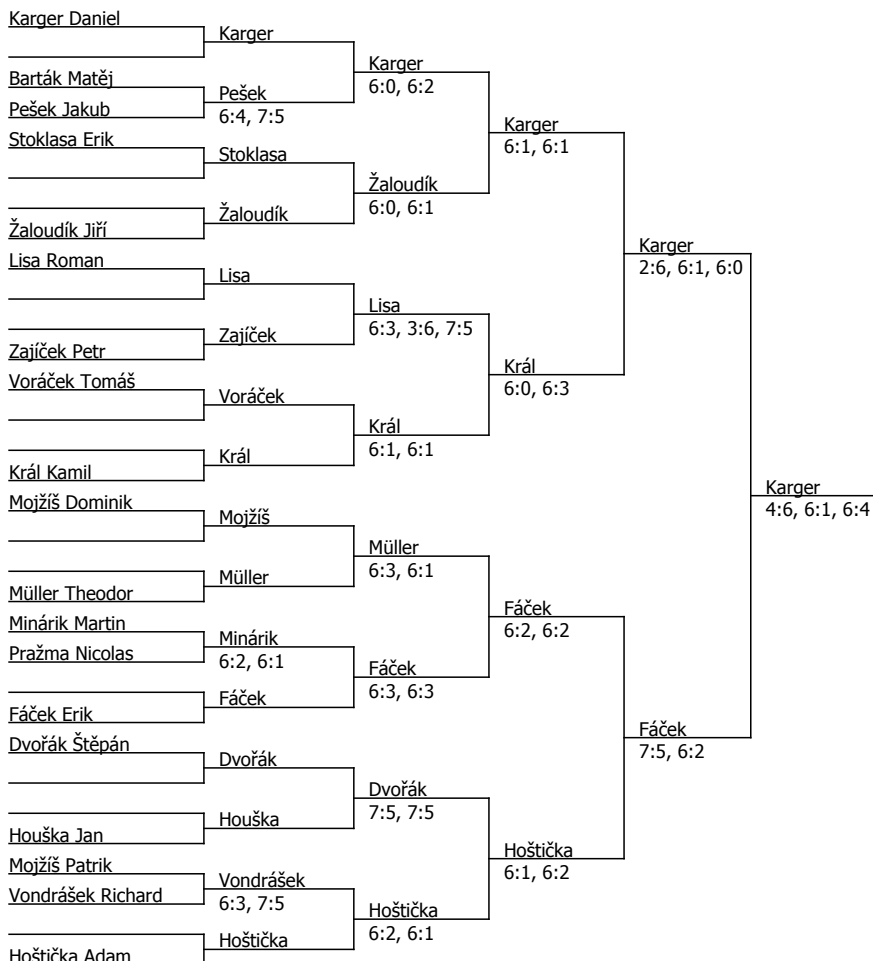 Karger Daniel
Karger
Karger
6:0, 6:2
Barták Matěj
Pešek Jakub
Pešek
6:4, 7:5
Karger
6:1, 6:1
Stoklasa Erik
Stoklasa
Žaloudík
6:0, 6:1
Žaloudík
Žaloudík Jiří
Karger
2:6, 6:1, 6:0
Lisa Roman
Lisa
Lisa
6:3, 3:6, 7:5
Zajíček
Zajíček Petr
Král
6:0, 6:3
Voráček Tomáš
Voráček
Král
6:1, 6:1
Král
Král Kamil
Karger
4:6, 6:1, 6:4
Mojžíš Dominik
Mojžíš
Müller
6:3, 6:1
Müller
Müller Theodor
Fáček
6:2, 6:2
Minárik Martin
Pražma Nicolas
Minárik
6:2, 6:1
Fáček
6:3, 6:3
Fáček
Fáček Erik
Fáček
7:5, 6:2
Dvořák Štěpán
Dvořák
Dvořák
7:5, 7:5
Houška
Houška Jan
Hoštička
6:1, 6:2
Mojžíš Patrik
Vondrášek Richard
Vondrášek
6:3, 7:5
Hoštička
6:2, 6:1
Hoštička
Hoštička Adam